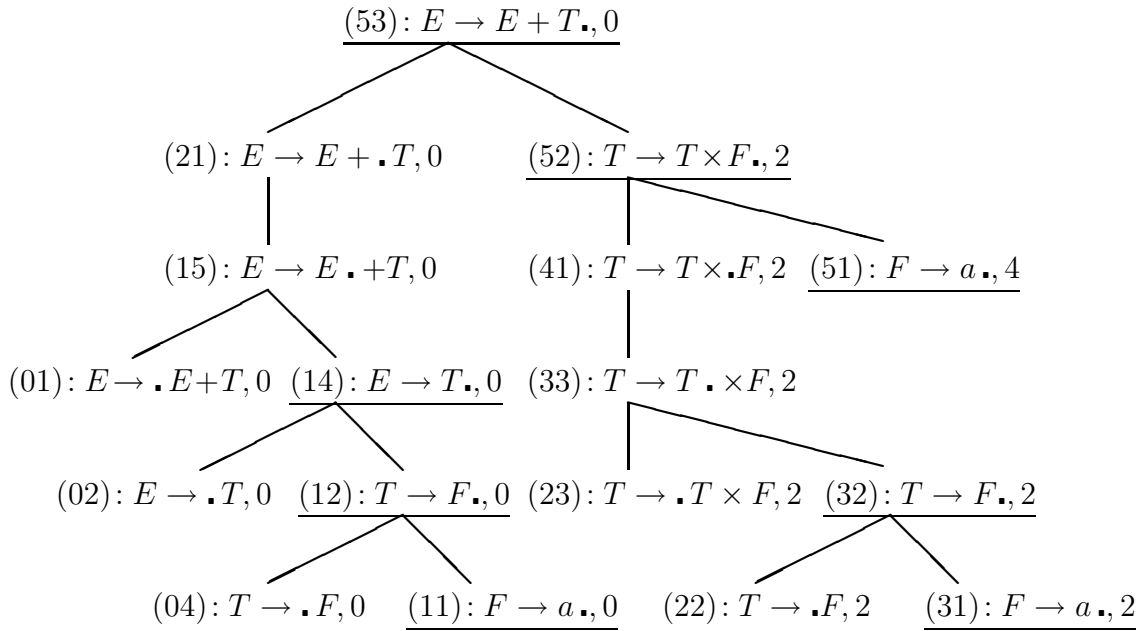 (53): E → E + T▪, 0
(21): E → E + ▪ T, 0 (52): T → T × F▪, 2
(15): E → E ▪ +T, 0 (41): T → T × ▪F, 2 (51): F → a ▪, 4
(01): E → ▪ E+T, 0 (14): E → T▪, 0 (33): T → T ▪ ×F, 2
(02): E → ▪ T, 0 (12): T → F▪, 0 (23): T → ▪ T × F, 2 (32): T → F▪, 2
(04): T → ▪ F, 0 (11): F → a ▪, 0 (22): T → ▪F, 2 (31): F → a ▪, 2